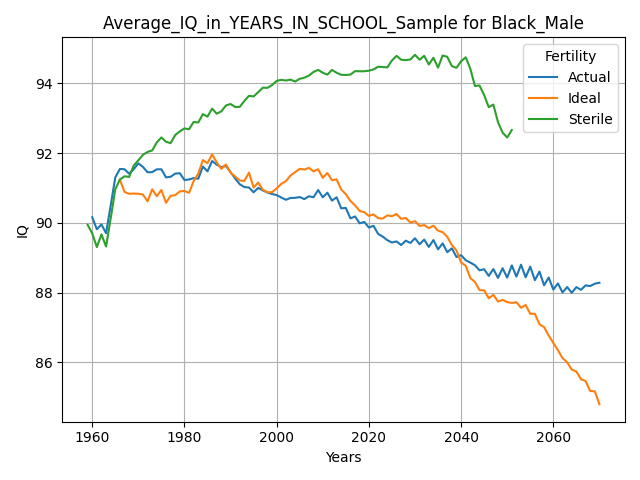 Average_IQ_in_YEARS_IN_SCHOOL_Sample for Black_Male
Fertility
Actual
Ideal
Sterile
94
92
90
88
86
IQ
1960
1980
2000
2020
2040
2060
Years